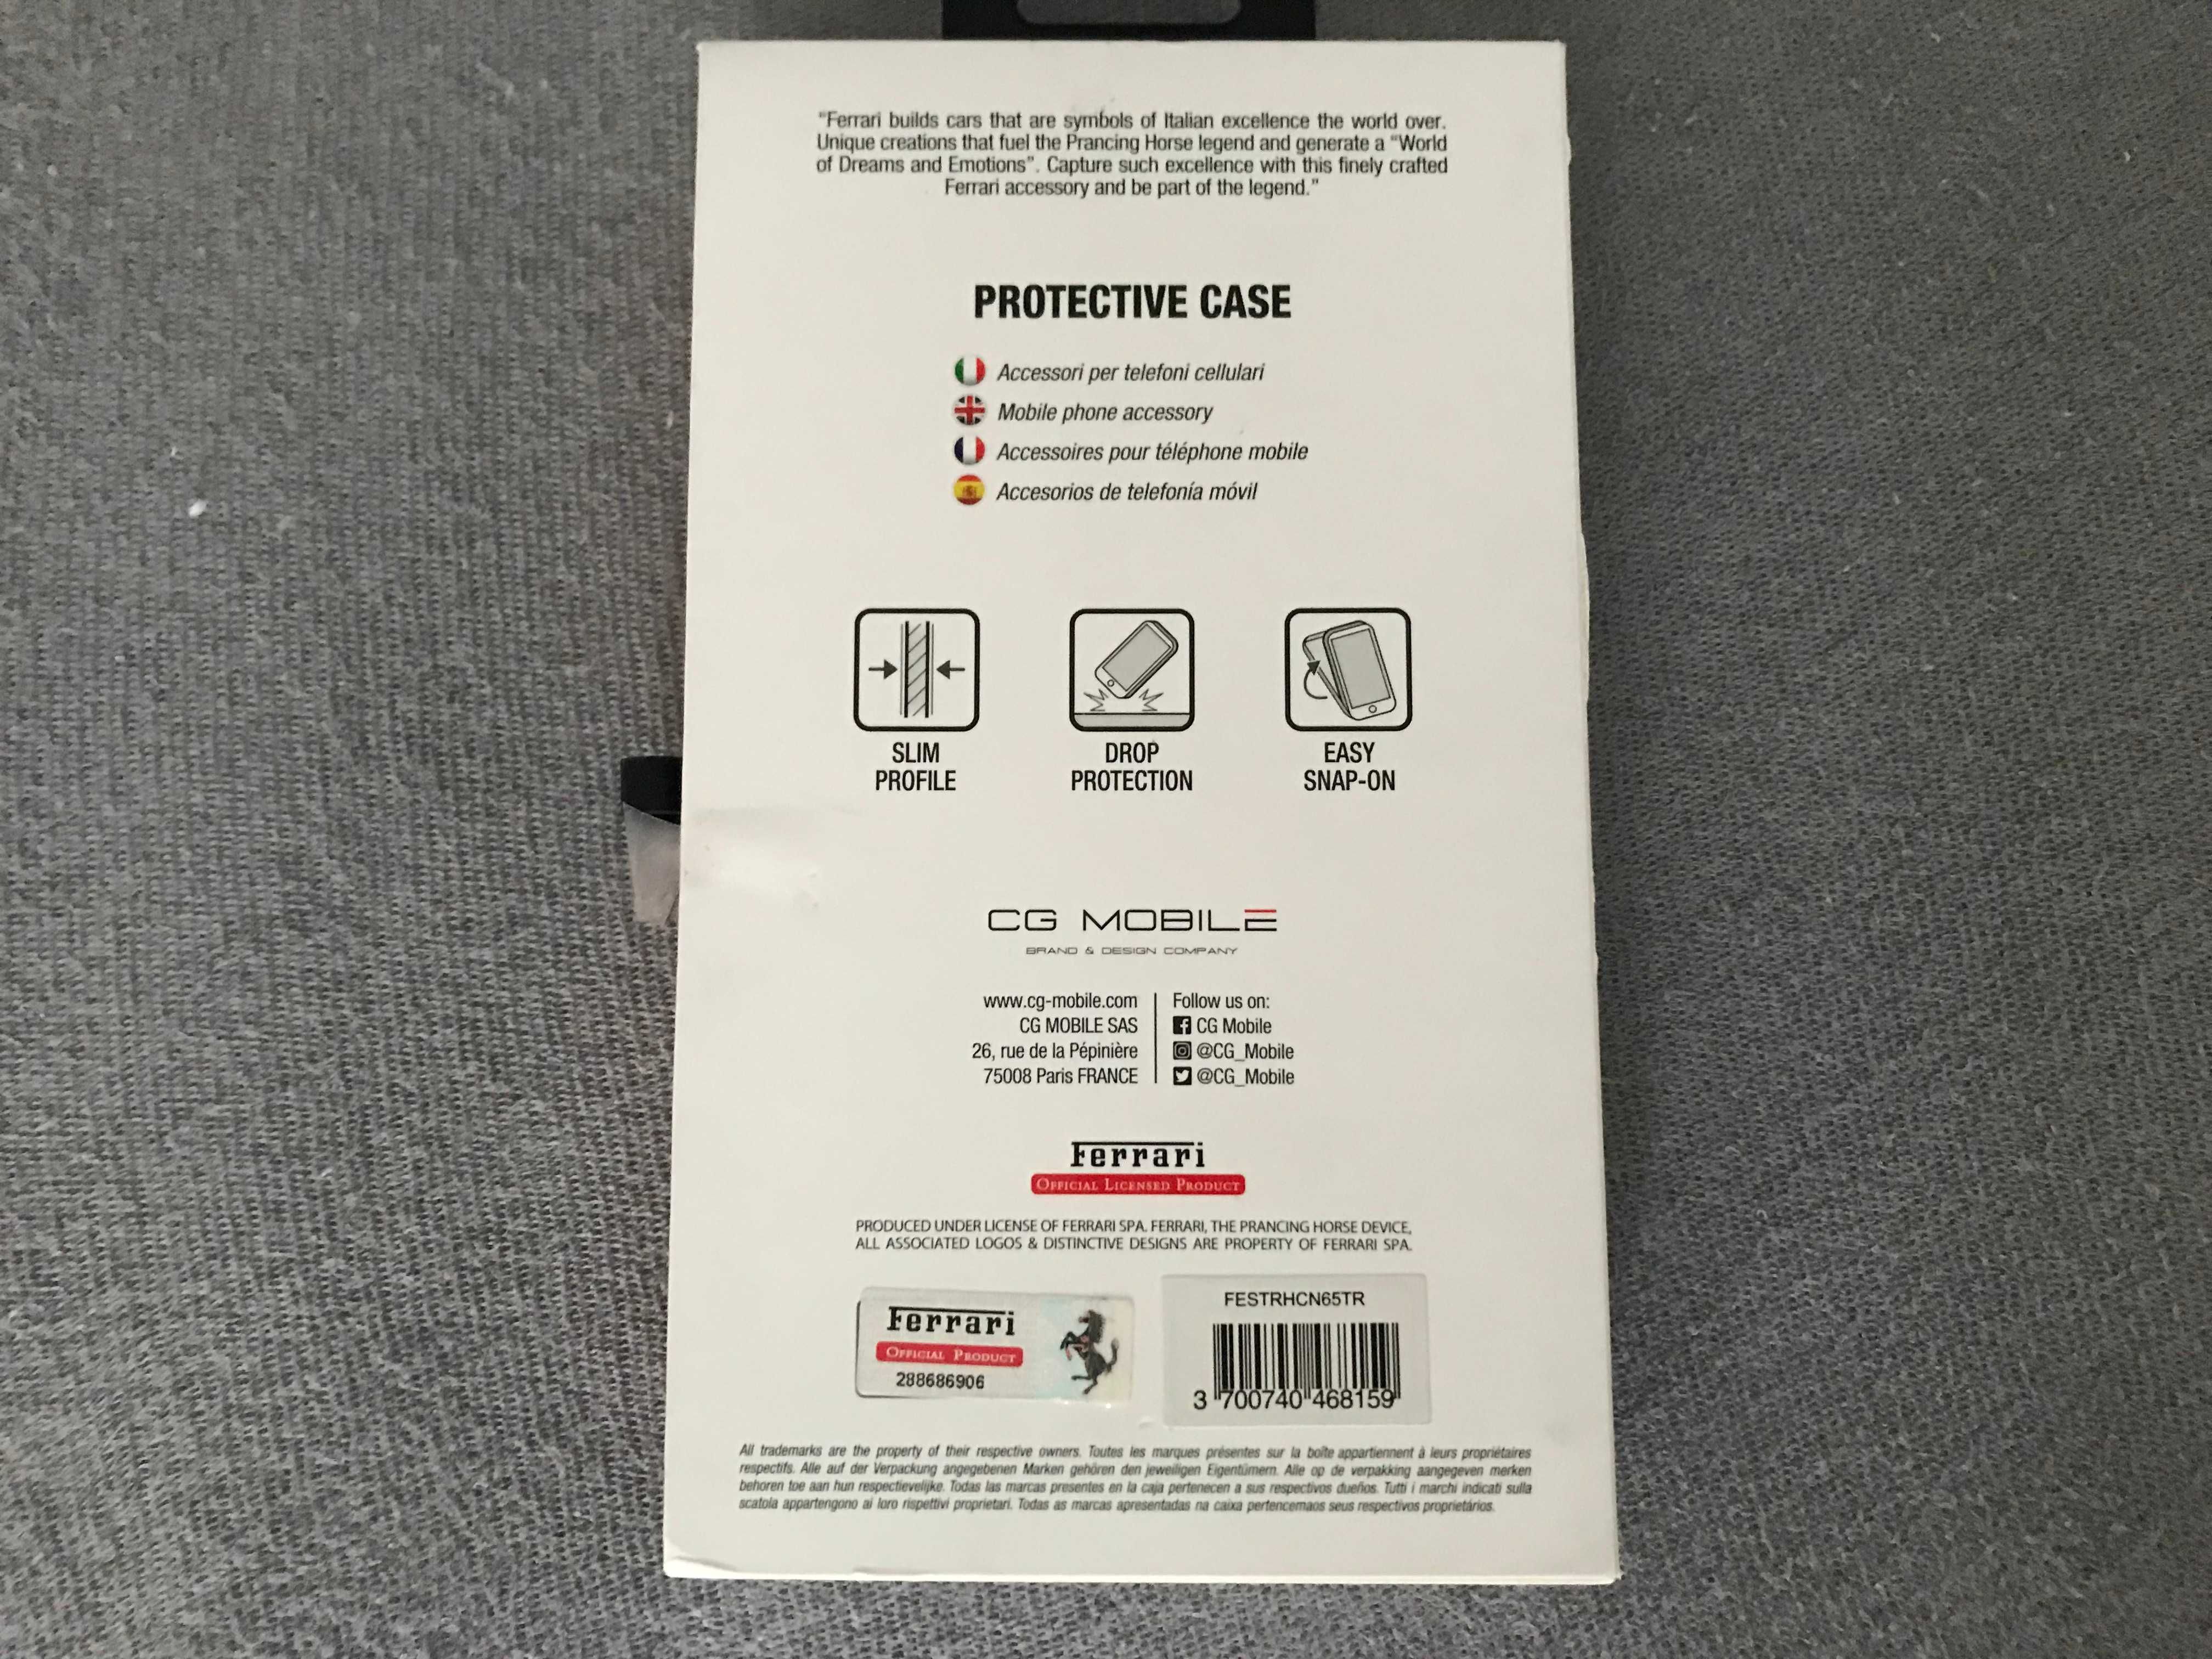 "Ferrari builds cars that are symbols of Italian excellence the world over.
Unique creations that fuel the Prancing Horse legend and generate a "World
of Dreams and Emotions". Capture such excellence with this finely crafted
Ferrari accessory and be part of the legend."
PROTECTIVE CASE
Accessori per telefoni cellulari
Mobile phone accessory
Accessoires pour téléphone mobile
Accesorios de telefonía móvil
SLIM
PROFILE
DROP
PROTECTION
EASY
SNAP-ON
CG MOBILE
BRAND & DESIGN COMPANY
www.cg-mobile.com
CG MOBILE SAS
26, rue de la Pépinière
75008 Paris FRANCE
Follow us on:
CG Mobile
@CG_Mobile
@CG_Mobile
Ferrari
OFFICIAL LICENSED PRODUCT
PRODUCED UNDER LICENSE OF FERRARI SPA. FERRARI, THE PRANCING HORSE DEVICE,
ALL ASSOCIATED LOGOS & DISTINCTIVE DESIGNS ARE PROPERTY OF FERRARI SPA.
Ferrari
OFFICIAL PRODUCT
288686906
FESTRHCN65TR
3 700740 468159
All trademarks are the property of their respective owners. Toutes les marques présentes sur la boîte appartiennent à leurs propriétaires
respectifs. Alle auf der Verpackung angegebenen Marken gehören den jeweiligen Eigentümern. Alle op de verpakking aangegeven merken
behoren toe aan hun respectievelijke. Todas las marcas presentes en la caja pertenecen a sus respectivos dueños. Tutti i marchi indicati sulla
scatola appartengono ai loro rispettivi proprietari. Todas as marcas apresentadas na caixa pertencemaos seus respectivos proprietários.